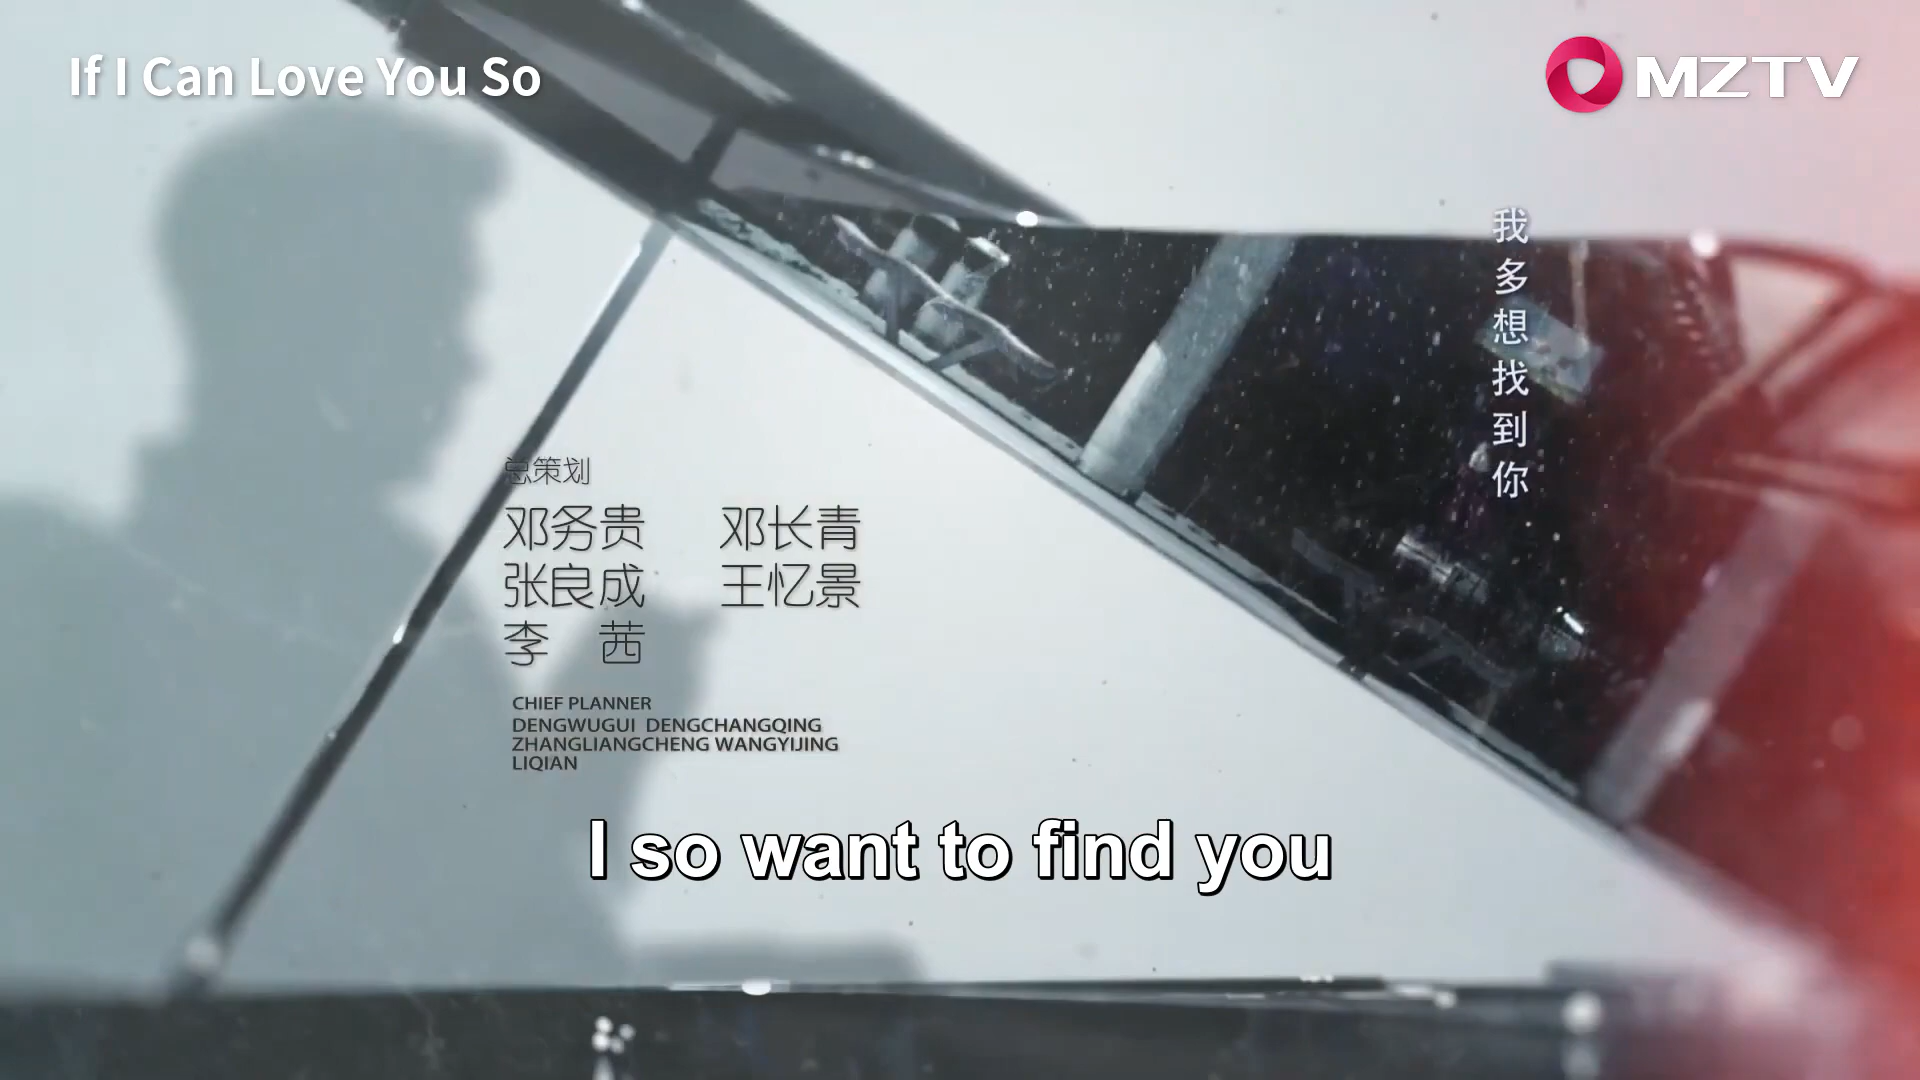 If I Can Love You So
MZTV
我多想找到你
总策划
邓务贵 邓长青
张良成 王忆景
李 茜
CHIEF PLANNER
DENGWUGUI DENGCHANGQING
ZHANGLIANGCHENG WANGYIJING
LIQIAN
I so want to find you